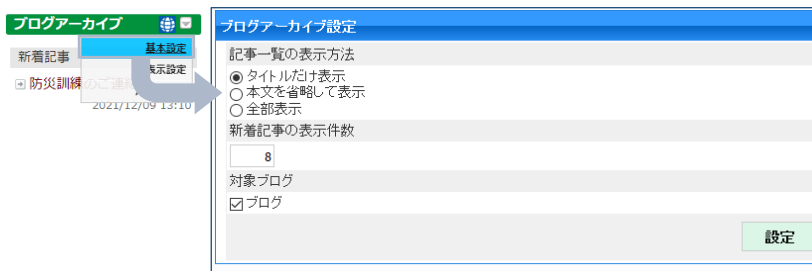 ブログアーカイブ
基本設定
新着記事
表示設定
防災訓練のご連絡
2021/12/09 13:10
ブログアーカイブ設定
記事一覧の表示方法
タイトルだけ表示
本文を省略して表示
全部表示
新着記事の表示件数
8
対象ブログ
ブログ
設定